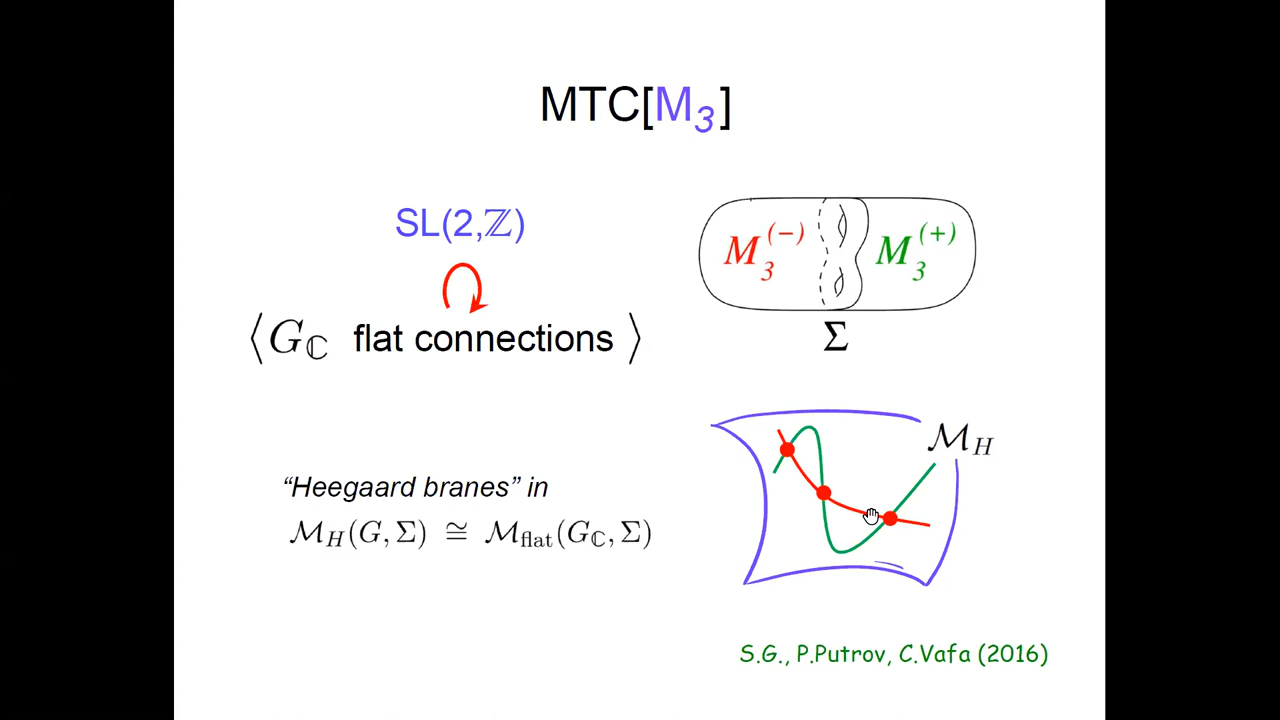 MTC[M₃]
SL(2,ℤ)
⟨ G_ℂ flat connections ⟩
M₃^(−) M₃^(+)
Σ
ℳ_H
“Heegaard branes” in
ℳ_H(G, Σ) ≅ ℳ_flat(G_ℂ, Σ)
S.G., P.Putrov, C.Vafa (2016)